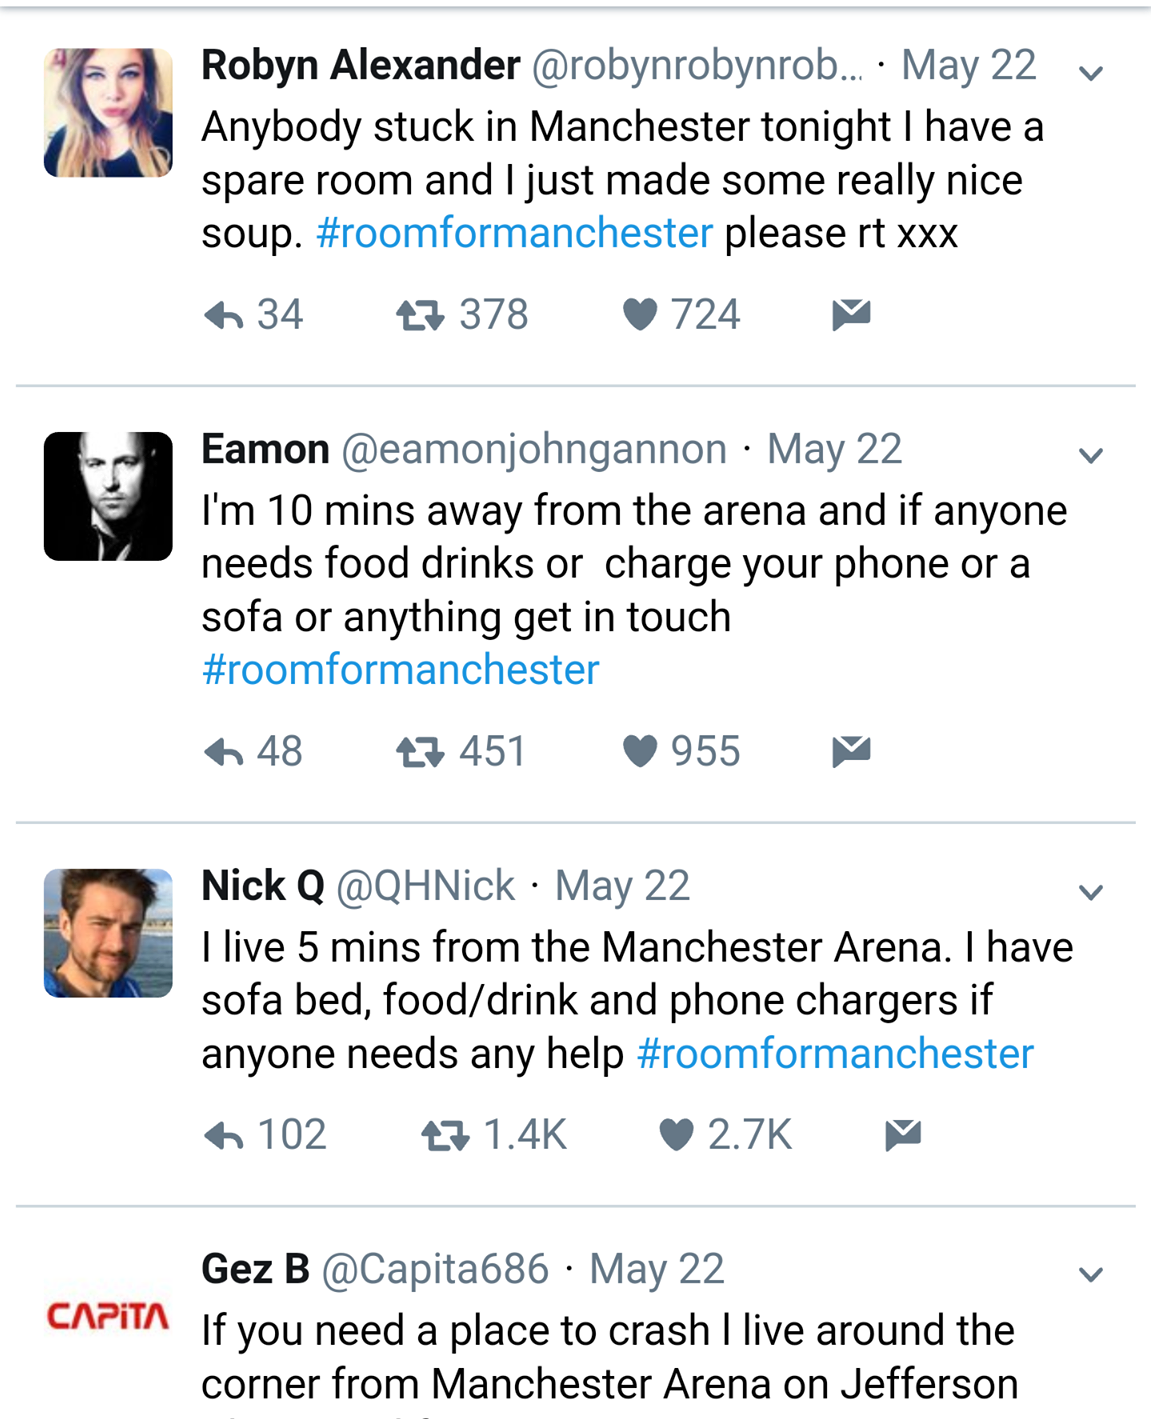 Robyn Alexander @robynrobynrob... · May 22
Anybody stuck in Manchester tonight I have a
spare room and I just made some really nice
soup. #roomformanchester please rt xxx
34 378 724
Eamon @eamonjohngannon · May 22
I'm 10 mins away from the arena and if anyone
needs food drinks or  charge your phone or a
sofa or anything get in touch
#roomformanchester
48 451 955
Nick Q @QHNick · May 22
I live 5 mins from the Manchester Arena. I have
sofa bed, food/drink and phone chargers if
anyone needs any help #roomformanchester
102 1.4K 2.7K
Gez B @Capita686 · May 22
CAPiTA
If you need a place to crash I live around the
corner from Manchester Arena on Jefferson